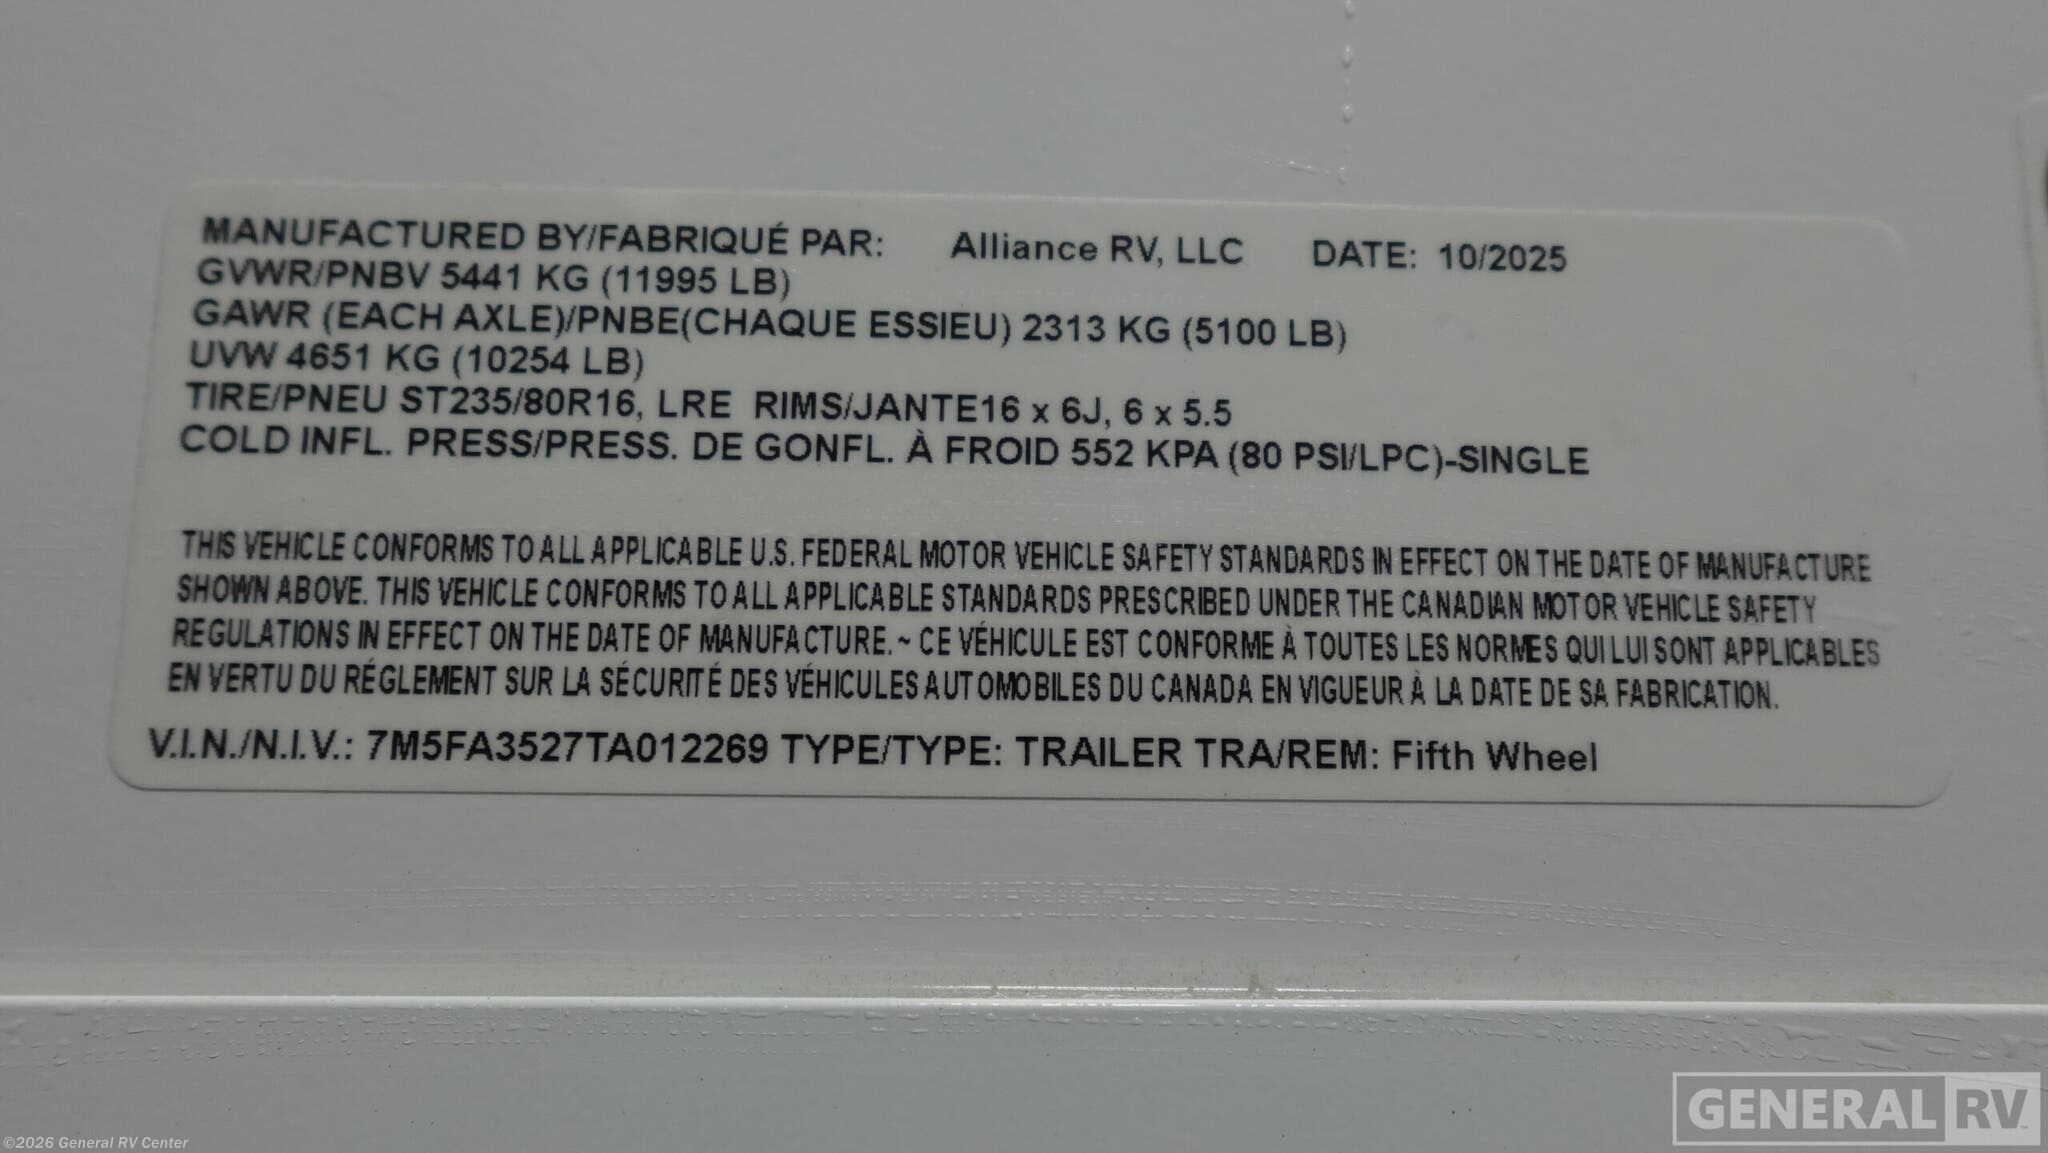 MANUFACTURED BY/FABRIQUÉ PAR: Alliance RV, LLC DATE: 10/2025
GVWR/PNBV 5441 KG (11995 LB)
GAWR (EACH AXLE)/PNBE(CHAQUE ESSIEU) 2313 KG (5100 LB)
UVW 4651 KG (10254 LB)
TIRE/PNEU ST235/80R16, LRE RIMS/JANTE16 x 6J, 6 x 5.5
COLD INFL. PRESS/PRESS. DE GONFL. À FROID 552 KPA (80 PSI/LPC)-SINGLE
THIS VEHICLE CONFORMS TO ALL APPLICABLE U.S. FEDERAL MOTOR VEHICLE SAFETY STANDARDS IN EFFECT ON THE DATE OF MANUFACTURE
SHOWN ABOVE. THIS VEHICLE CONFORMS TO ALL APPLICABLE STANDARDS PRESCRIBED UNDER THE CANADIAN MOTOR VEHICLE SAFETY
REGULATIONS IN EFFECT ON THE DATE OF MANUFACTURE. ~ CE VÉHICULE EST CONFORME À TOUTES LES NORMES QUI LUI SONT APPLICABLES
EN VERTU DU RÉGLEMENT SUR LA SÉCURITÉ DES VÉHICULES AUTOMOBILES DU CANADA EN VIGUEUR À LA DATE DE SA FABRICATION.
V.I.N./N.I.V.: 7M5FA3527TA012269 TYPE/TYPE: TRAILER TRA/REM: Fifth Wheel
GENERAL RV
©2026 General RV Center